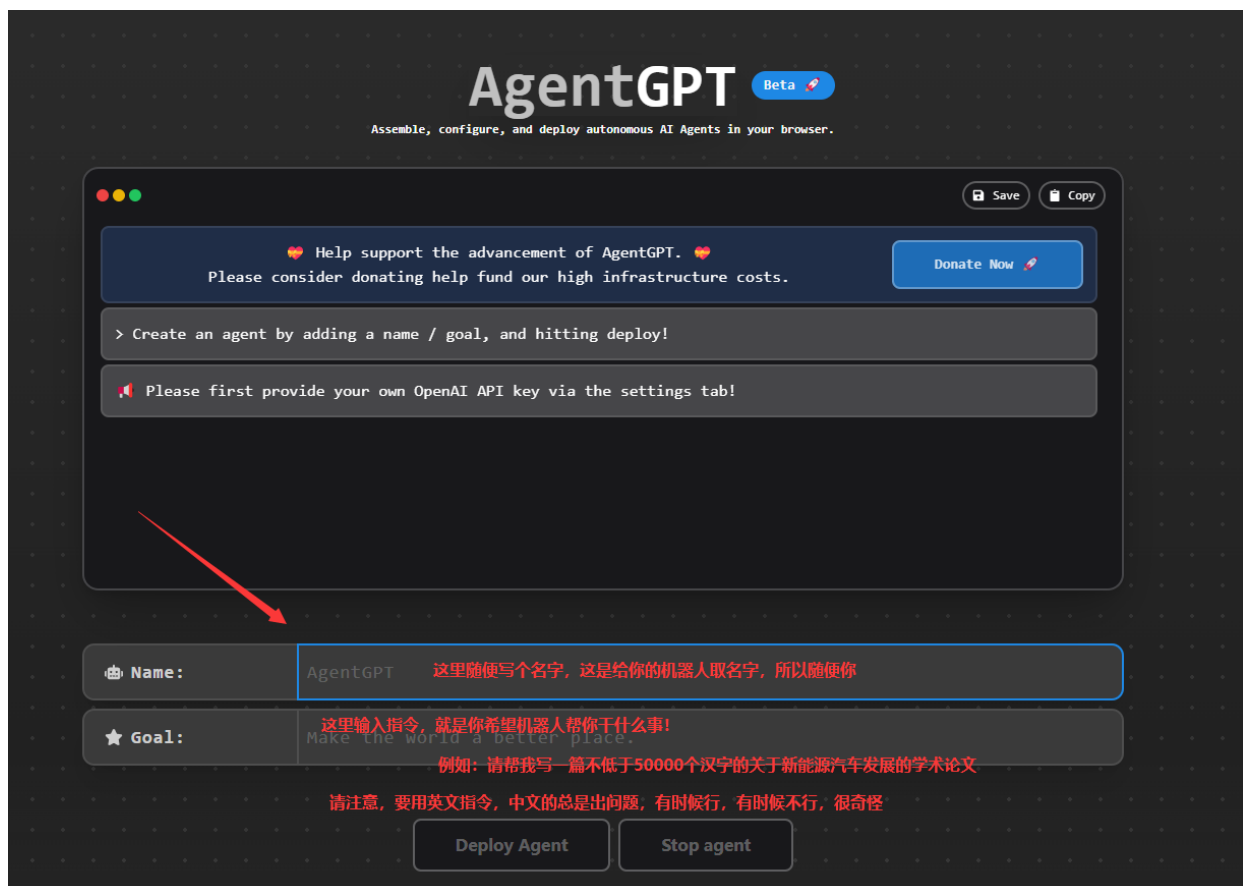 AgentGPT Beta 🚀
Assemble, configure, and deploy autonomous AI Agents in your browser.
Save Copy
💝 Help support the advancement of AgentGPT. 💝
Please consider donating help fund our high infrastructure costs.
Donate Now 🚀
> Create an agent by adding a name / goal, and hitting deploy!
📢 Please first provide your own OpenAI API key via the settings tab!
Name: AgentGPT 这里随便写个名字，这是给你的机器人取名字，所以随便你
这里输入指令，就是你希望机器人帮你干什么事！
Goal: Make the world a better place.
例如：请帮我写一篇不低于50000个汉字的关于新能源汽车发展的学术论文
请注意，要用英文指令，中文的总是出问题，有时候行，有时候不行，很奇怪
Deploy Agent Stop agent